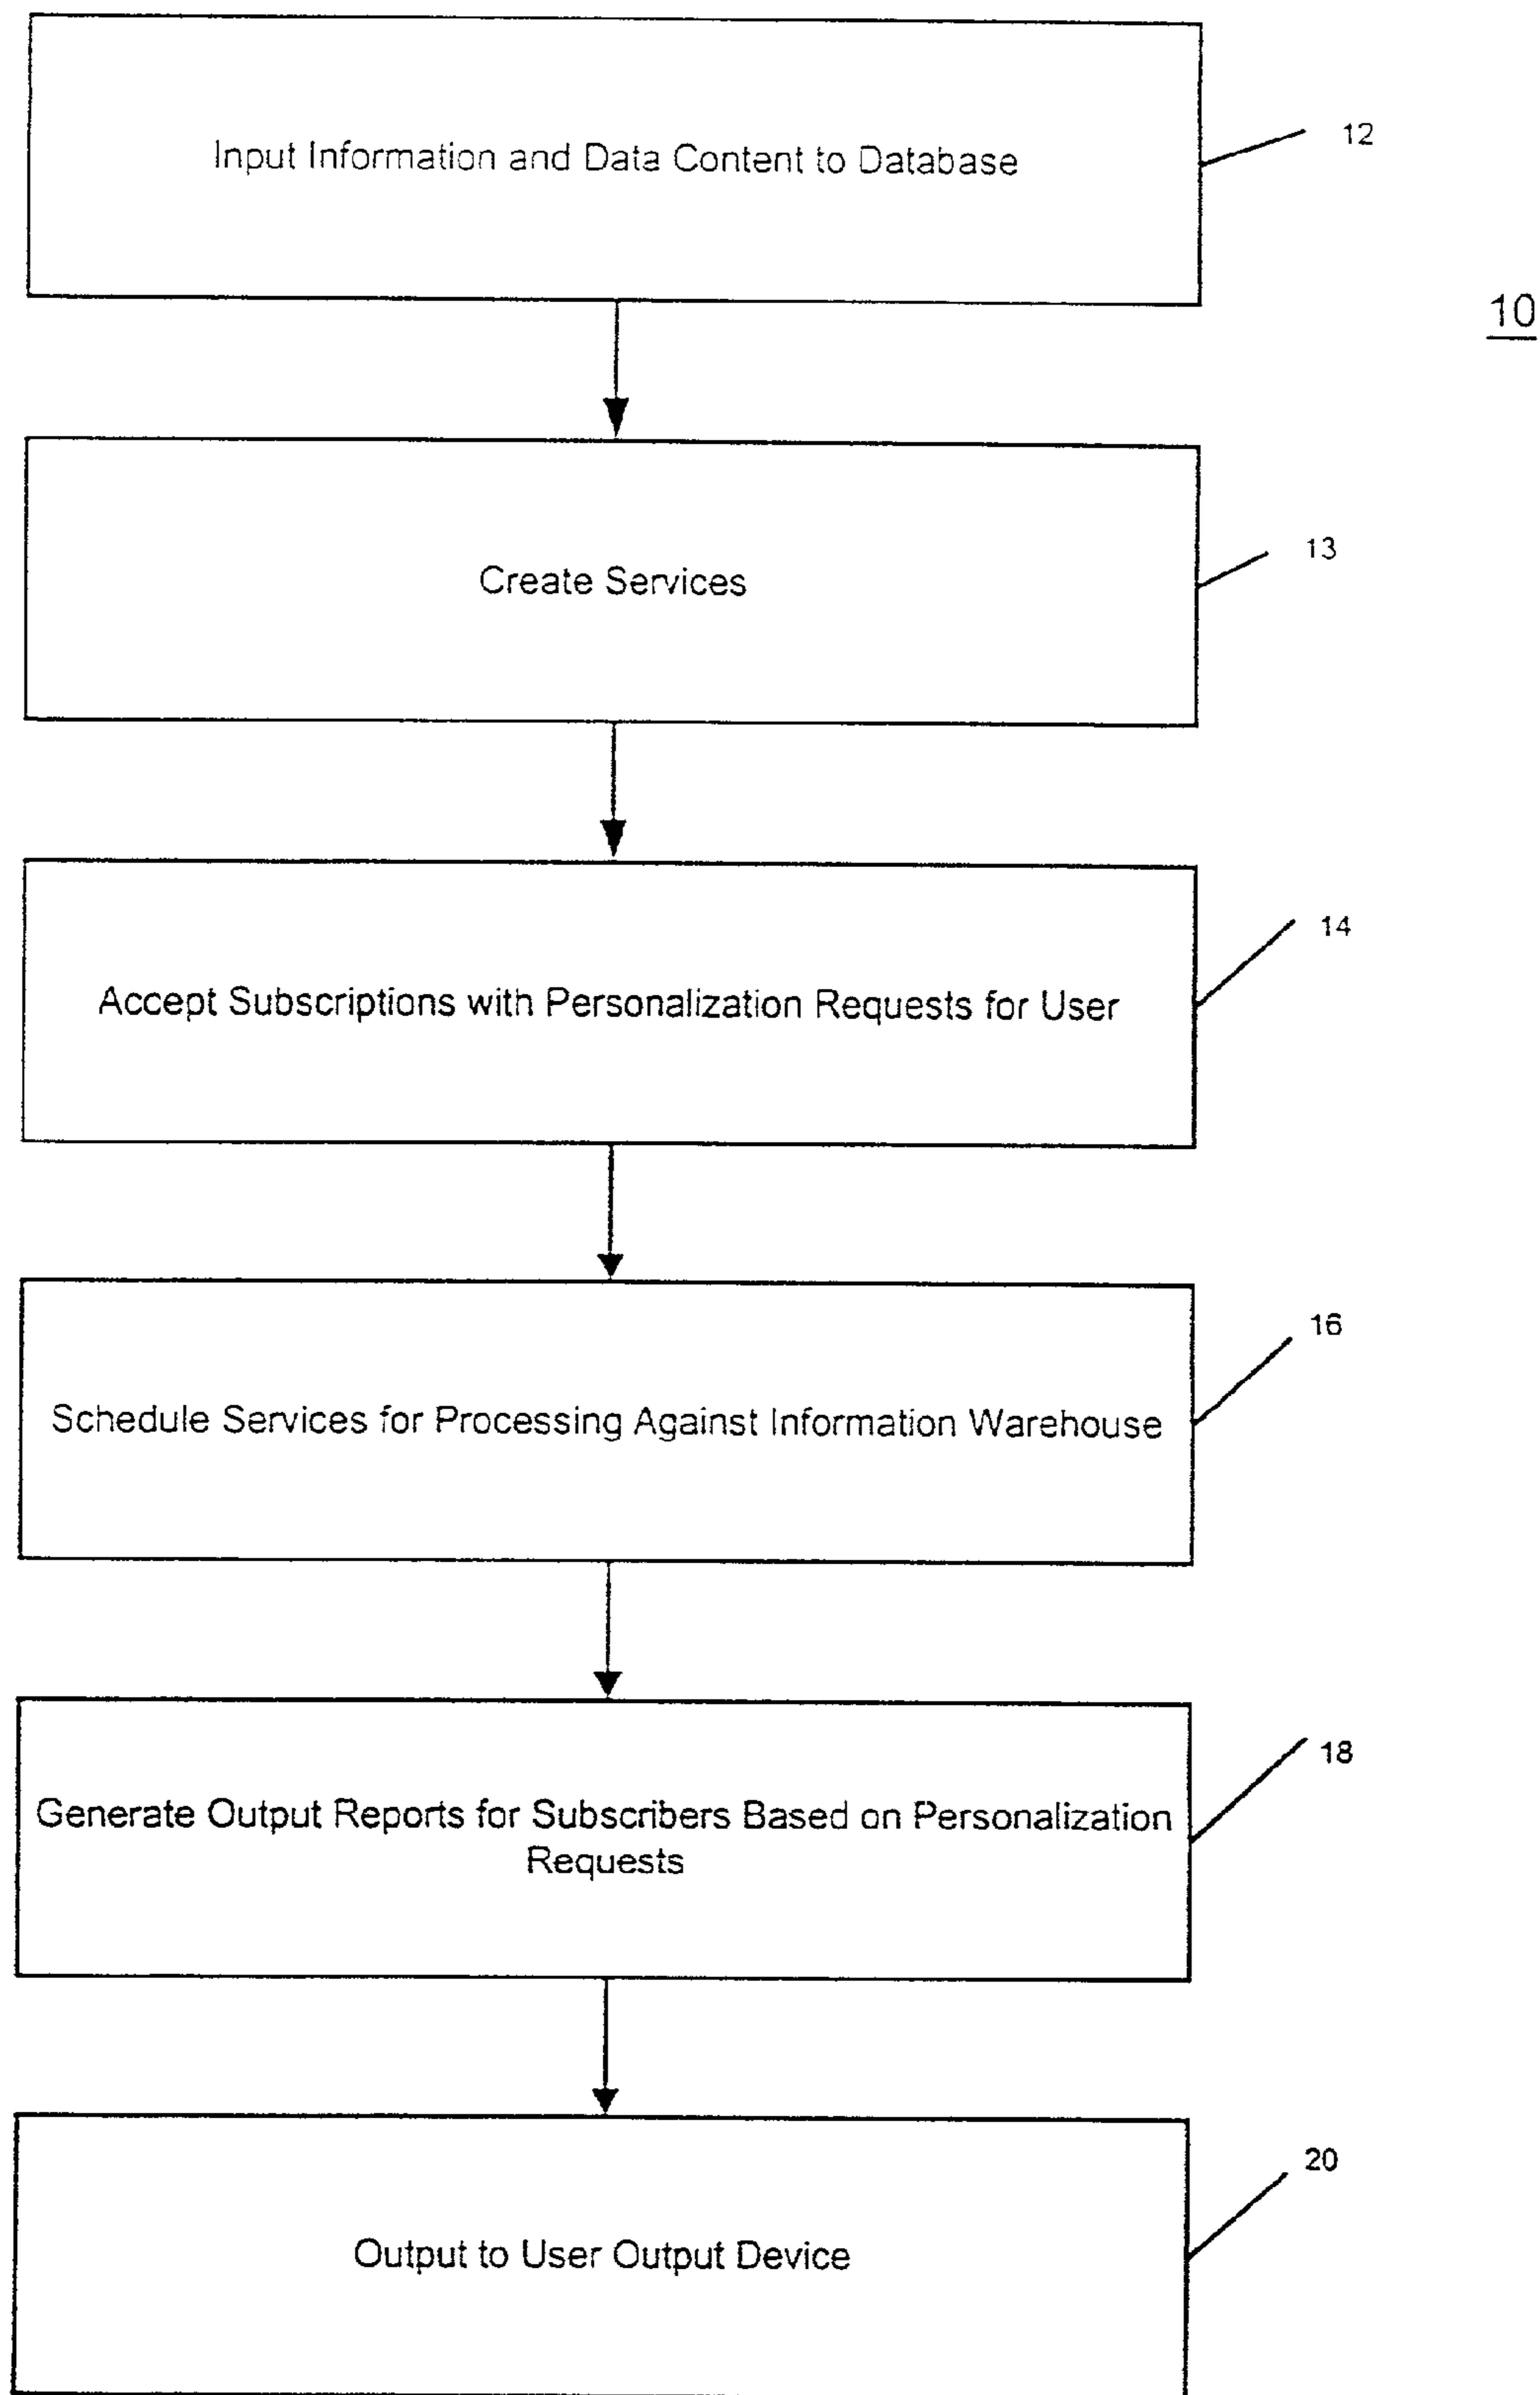 Input Information and Data Content to Database
12
10
Create Services
13
14
Accept Subscriptions with Personalization Requests for User
16
Schedule Services for Processing Against Information Warehouse
18
Generate Output Reports for Subscribers Based on Personalization
Requests
20
Output to User Output Device